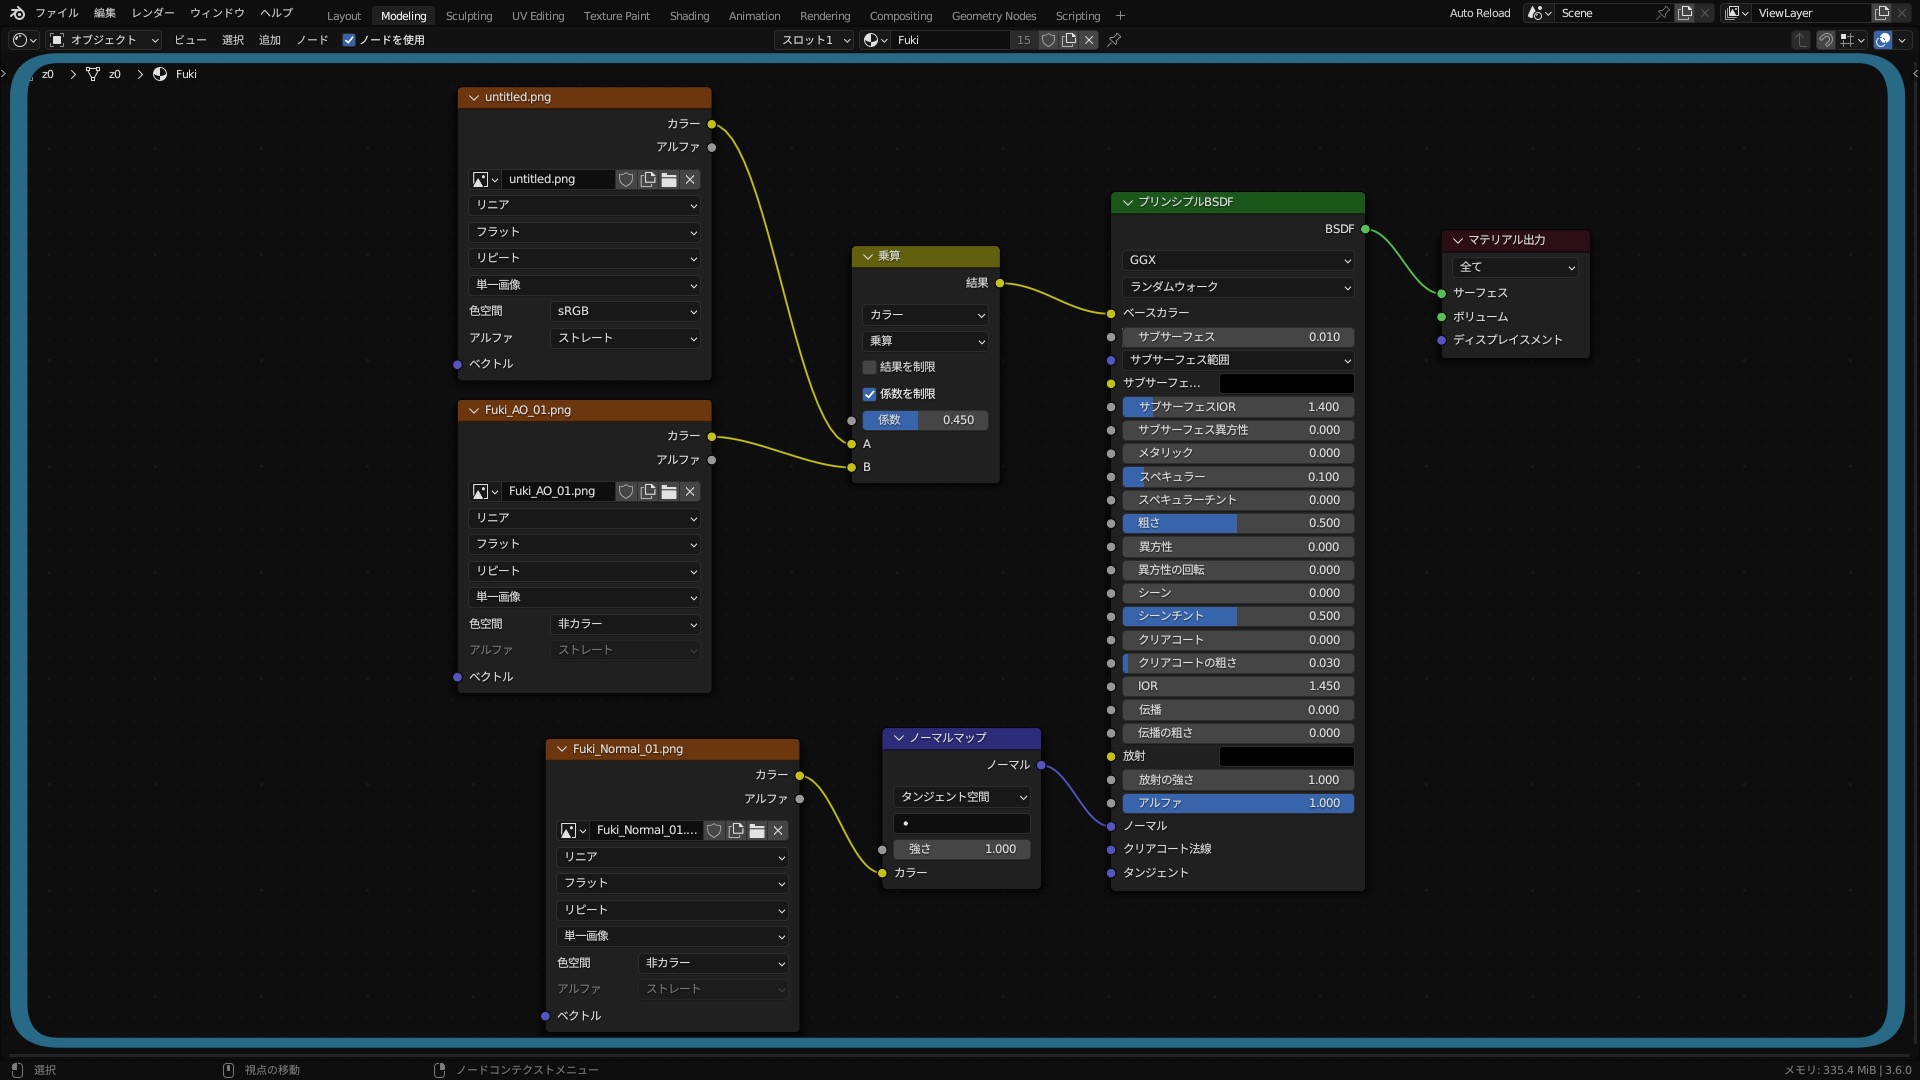 ファイル 編集 レンダー ウィンドウ ヘルプ Layout Modeling Sculpting UV Editing Texture Paint Shading Animation Rendering Compositing Geometry Nodes Scripting + Auto Reload Scene ViewLayer
オブジェクト ビュー 選択 追加 ノード ノードを使用 スロット1 Fuki 15
z0 > z0 > Fuki
untitled.png
カラー
アルファ
untitled.png
リニア
フラット
リピート
単一画像
色空間 sRGB
アルファ ストレート
ベクトル
Fuki_AO_01.png
カラー
アルファ
Fuki_AO_01.png
リニア
フラット
リピート
単一画像
色空間 非カラー
アルファ ストレート
ベクトル
Fuki_Normal_01.png
カラー
アルファ
Fuki_Normal_01....
リニア
フラット
リピート
単一画像
色空間 非カラー
アルファ ストレート
ベクトル
乗算
結果
カラー
乗算
結果を制限
係数を制限
係数 0.450
A
B
ノーマルマップ
ノーマル
タンジェント空間
強さ 1.000
カラー
プリンシプルBSDF
BSDF
GGX
ランダムウォーク
ベースカラー
サブサーフェス 0.010
サブサーフェス範囲
サブサーフェ...
サブサーフェスIOR 1.400
サブサーフェス異方性 0.000
メタリック 0.000
スペキュラー 0.100
スペキュラーチント 0.000
粗さ 0.500
異方性 0.000
異方性の回転 0.000
シーン 0.000
シーンチント 0.500
クリアコート 0.000
クリアコートの粗さ 0.030
IOR 1.450
伝播 0.000
伝播の粗さ 0.000
放射
放射の強さ 1.000
アルファ 1.000
ノーマル
クリアコート法線
タンジェント
マテリアル出力
全て
サーフェス
ボリューム
ディスプレイスメント
選択 視点の移動 ノードコンテクストメニュー メモリ: 335.4 MiB | 3.6.0